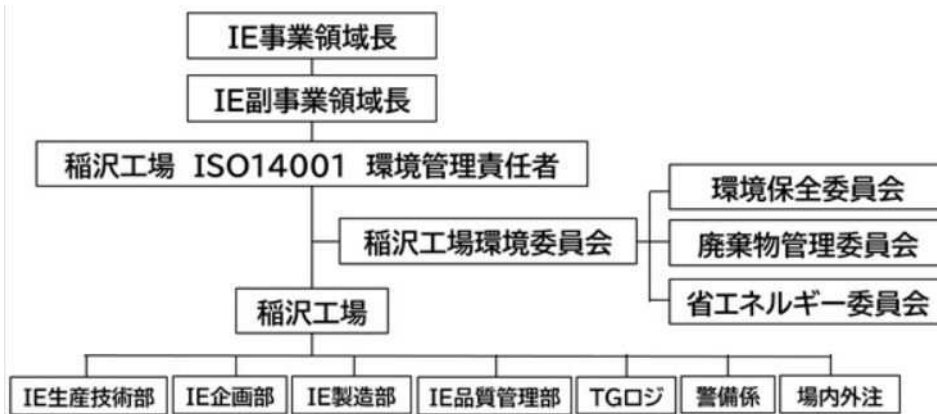 IE事業領域長
IE副事業領域長
稲沢工場 ISO14001 環境管理責任者
環境保全委員会
稲沢工場環境委員会
廃棄物管理委員会
省エネルギー委員会
稲沢工場
IE生産技術部
IE企画部
IE製造部
IE品質管理部
TGロジ
警備係
場内外注